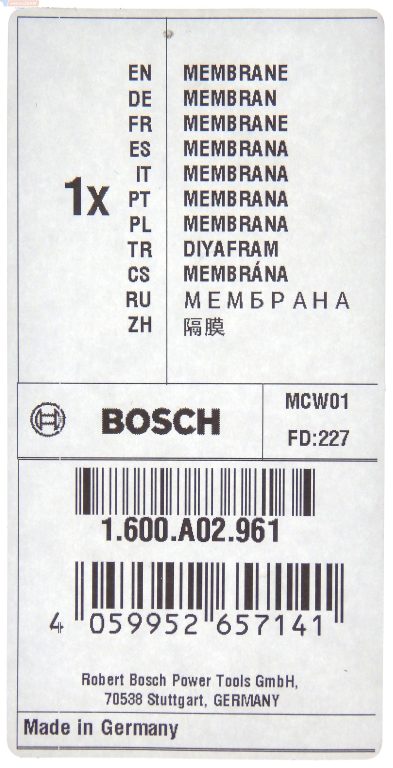 1x
EN MEMBRANE
DE MEMBRAN
FR MEMBRANE
ES MEMBRANA
IT MEMBRANA
PT MEMBRANA
PL MEMBRANA
TR DIYAFRAM
CS MEMBRÁNA
RU МЕМБРАНА
ZH 隔膜
BOSCH
MCW01
FD:227
1.600.A02.961
4 059952 657141
Robert Bosch Power Tools GmbH,
70538 Stuttgart, GERMANY
Made in Germany